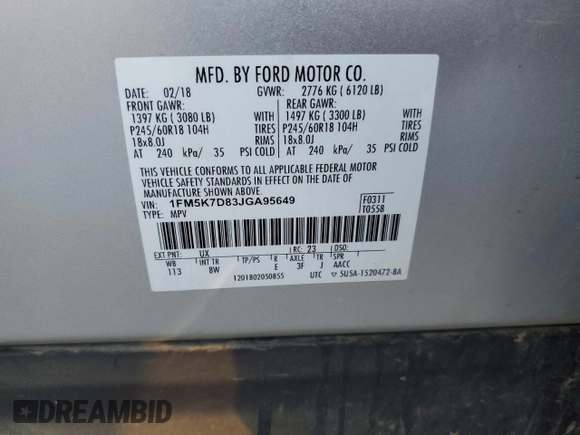 MFD. BY FORD MOTOR CO.
DATE: 02/18 GVWR: 2776 KG ( 6120 LB)
FRONT GAWR: REAR GAWR:
1397 KG ( 3080 LB) WITH 1497 KG ( 3300 LB) WITH
P245/60R18 104H TIRES P245/60R18 104H TIRES
18x8.0J RIMS 18x8.0J RIMS
AT 240 kPa/ 35 PSI COLD AT 240 kPa/ 35 PSI COLD
THIS VEHICLE CONFORMS TO ALL APPLICABLE FEDERAL MOTOR
VEHICLE SAFETY STANDARDS IN EFFECT ON THE DATE OF
MANUFACTURE SHOWN ABOVE.
VIN: 1FM5K7D83JGA95649 F0311
TYPE: MPV T055B
EXT PNT: UX RC: 23 DSO:
WB INT TR TP/PS R AXLE TR SPR
113 8W E 3F J AACC
1201802050855 UTC ▽ 5USA-1520472-BA
DREAMBID